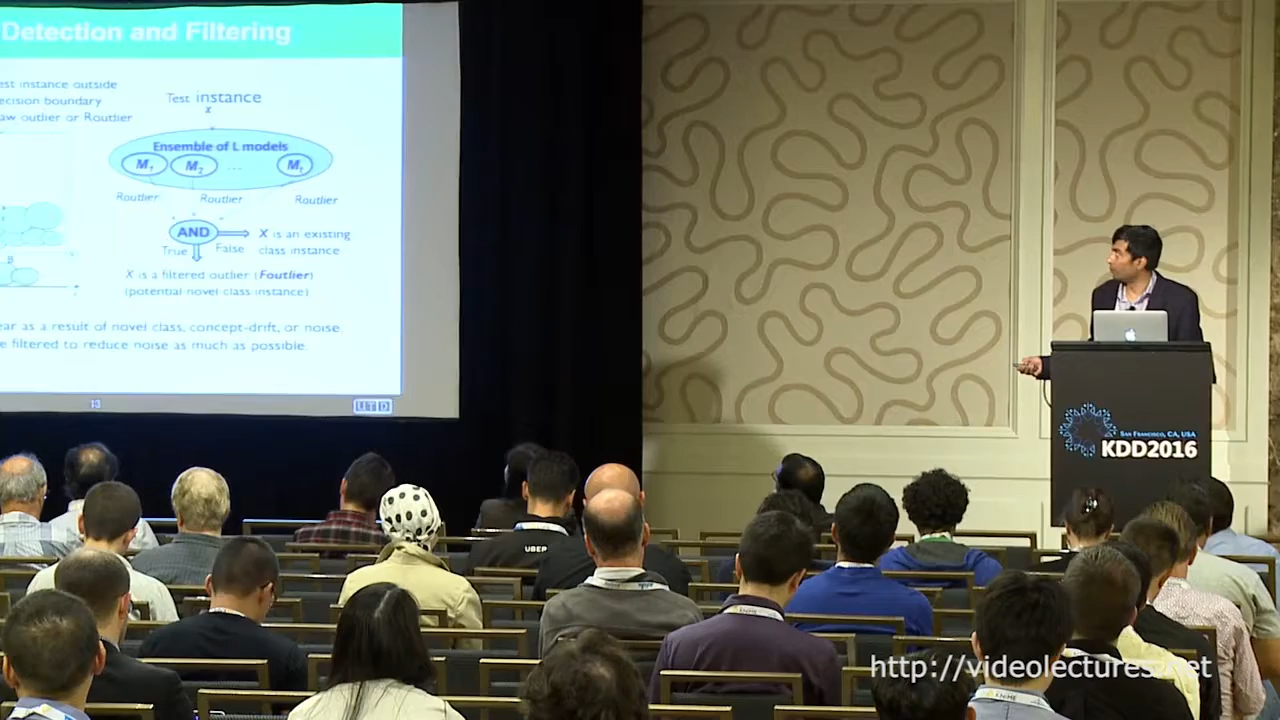 Detection and Filtering
est instance outside
ecision boundary
aw outlier or Routlier
Test instance
x
Ensemble of L models
M1 M2 ... Mt
Routlier Routlier Routlier
AND
X is an existing
class instance
True False
X is a filtered outlier (Foutlier)
(potential novel class instance)
B
ear as a result of novel class, concept-drift, or noise.
e filtered to reduce noise as much as possible.
UTD
SAN FRANCISCO, CA, USA
KDD2016
UBER
http://videolectures.net